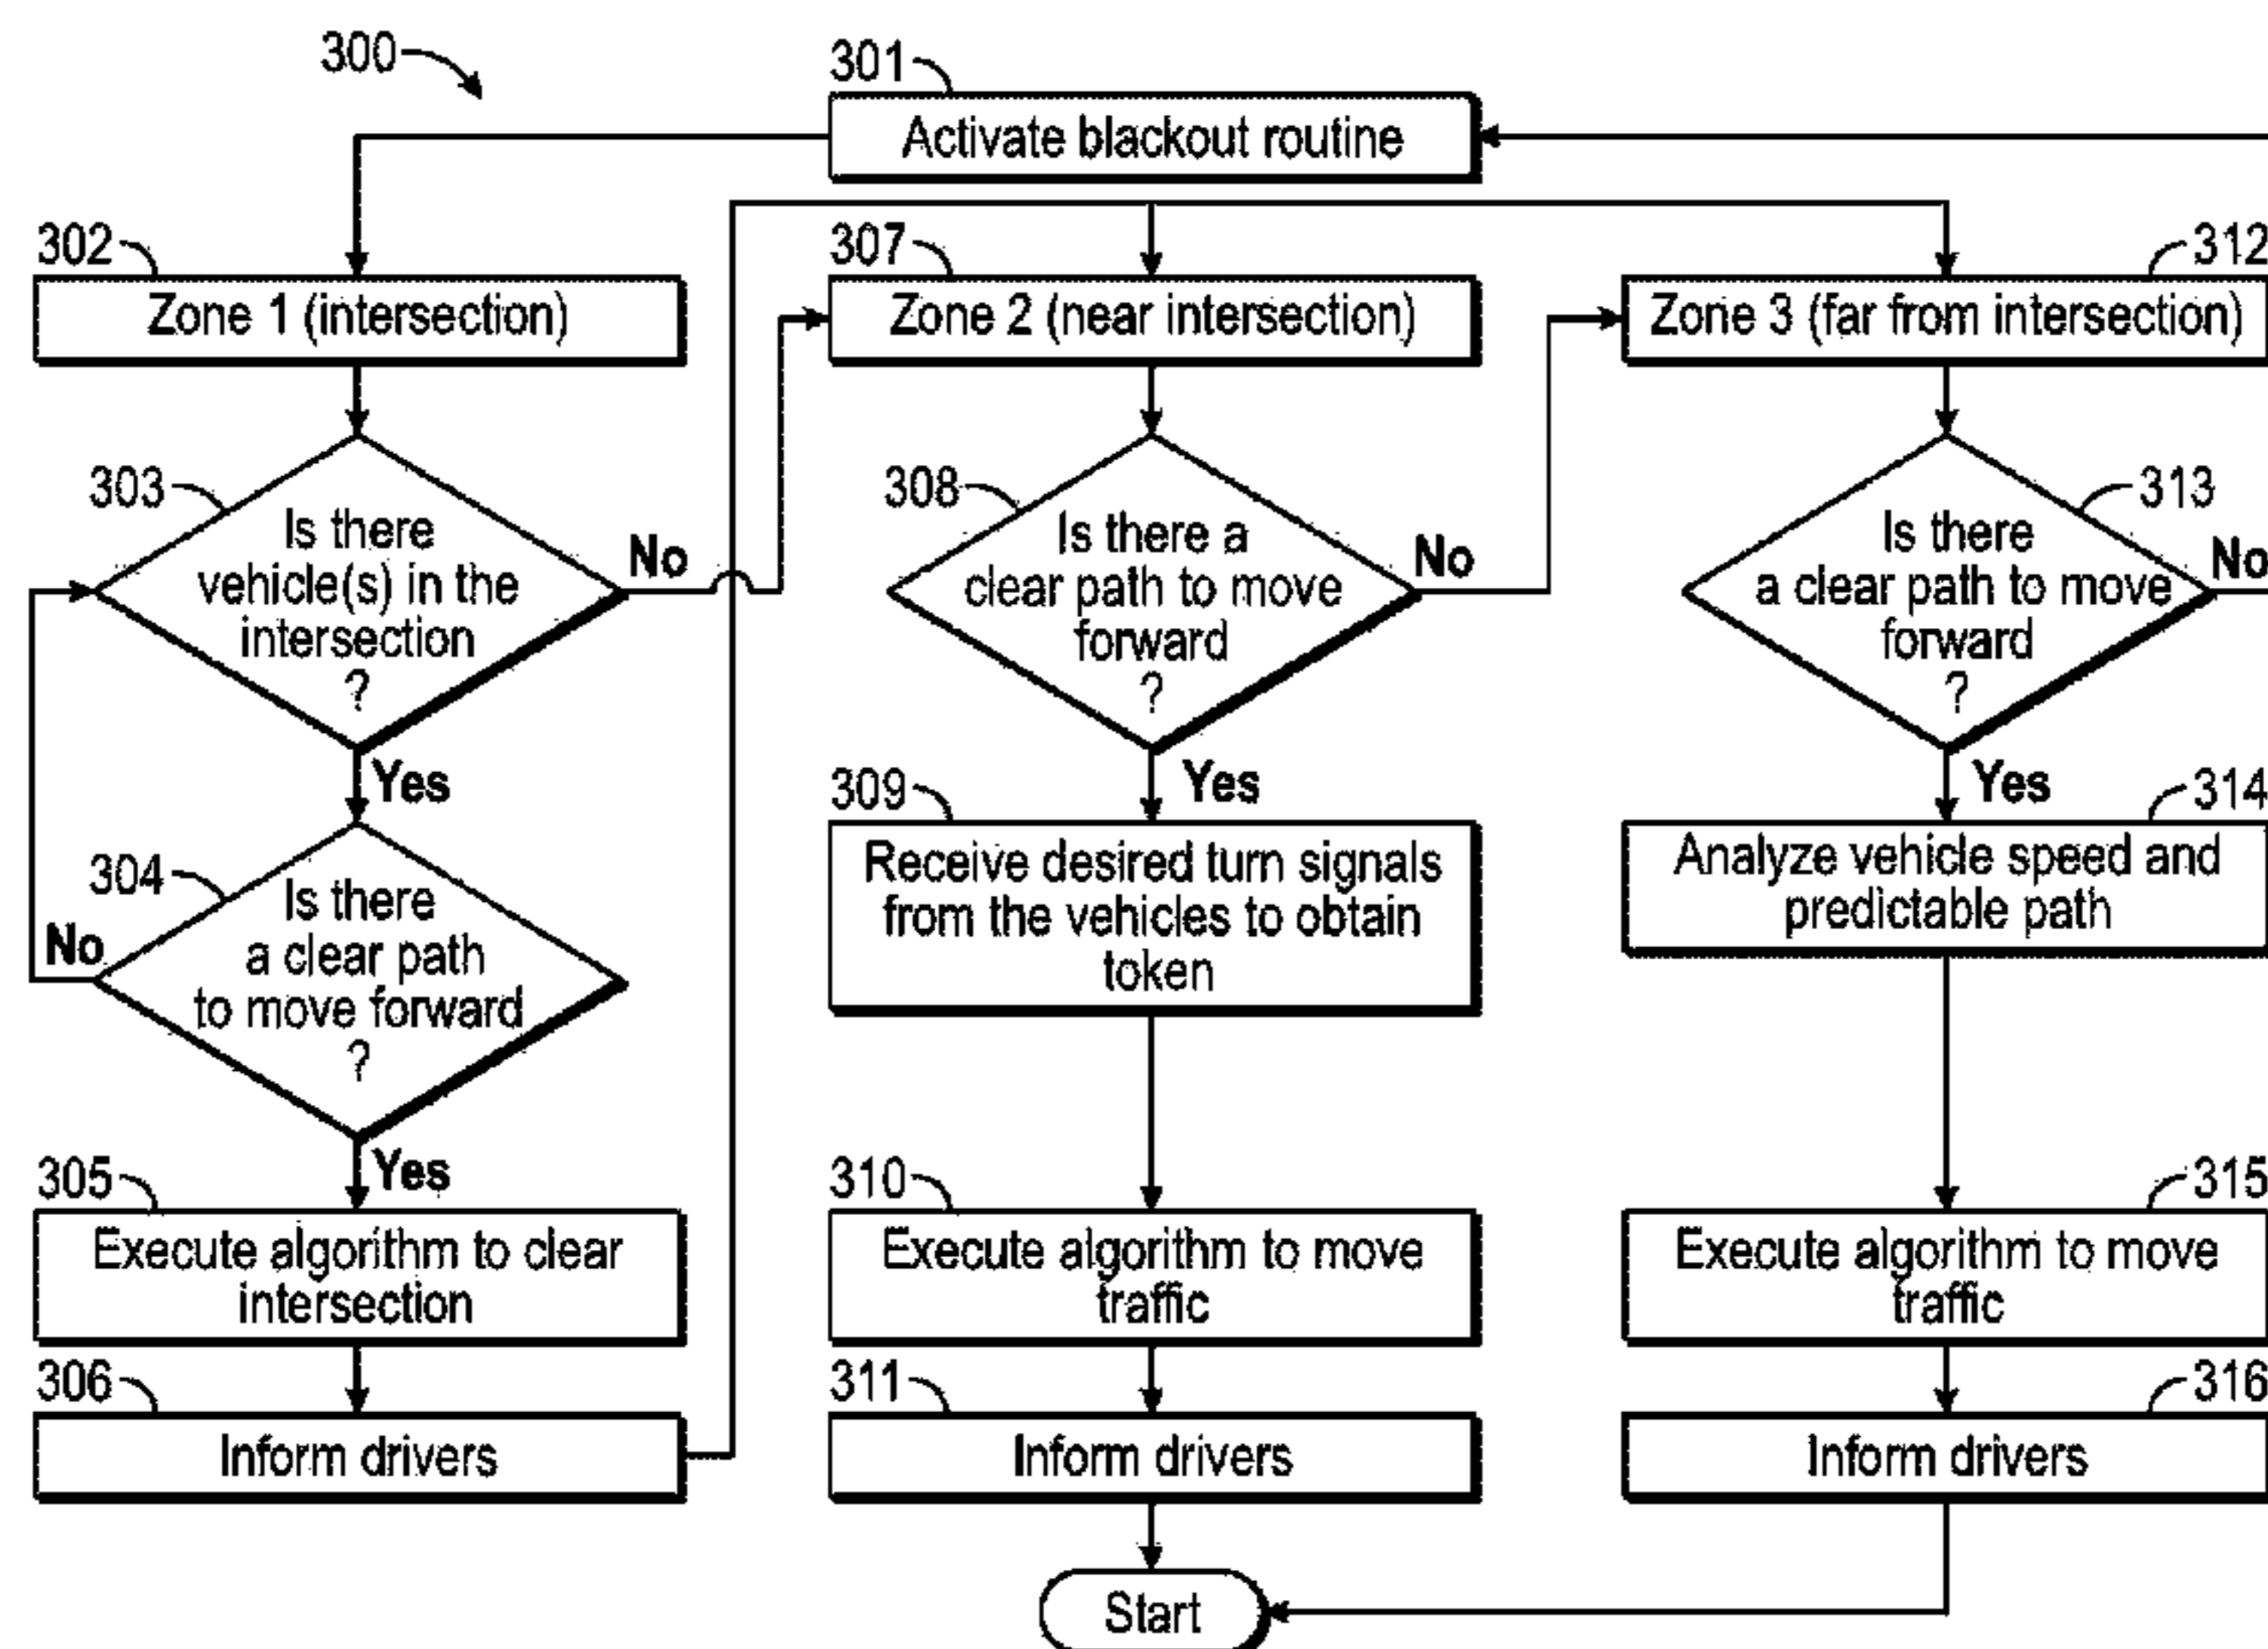 300
301
Activate blackout routine
302
Zone 1 (intersection)
307
Zone 2 (near intersection)
312
Zone 3 (far from intersection)
303
Is there
vehicle(s) in the
intersection
?
No
Yes
308
Is there a
clear path to move
forward
?
No
Yes
313
Is there
a clear path to move
forward
?
No
Yes
304
Is there
a clear path
to move forward
?
No
Yes
309
Receive desired turn signals
from the vehicles to obtain
token
314
Analyze vehicle speed and
predictable path
305
Execute algorithm to clear
intersection
310
Execute algorithm to move
traffic
315
Execute algorithm to move
traffic
306
Inform drivers
311
Inform drivers
316
Inform drivers
Start